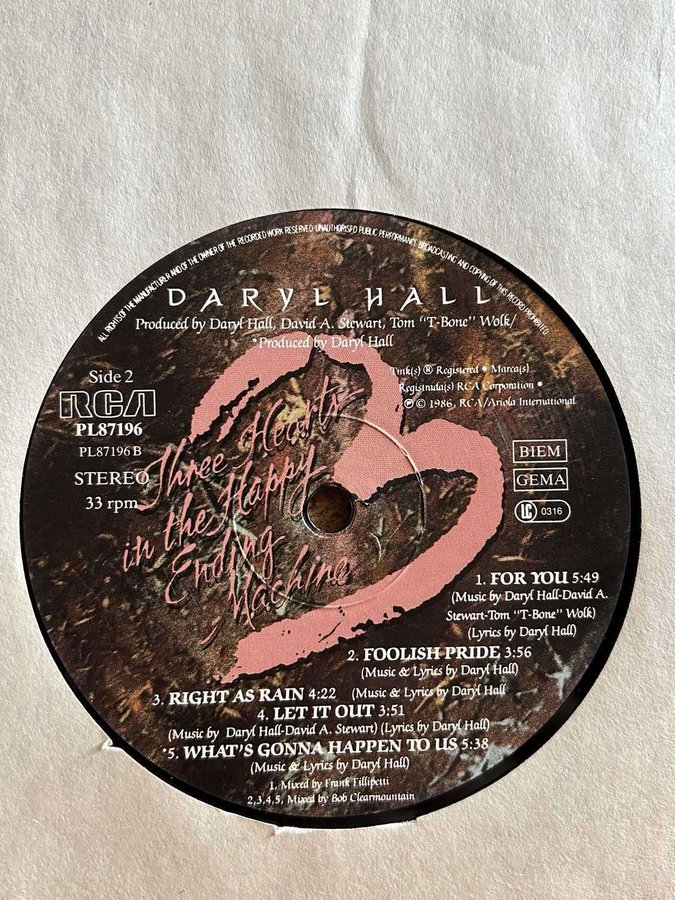 ALL RIGHTS OF THE MANUFACTURER AND OF THE OWNER OF THE RECORDED WORK RESERVED UNAUTHORISED PUBLIC PERFORMANCE BROADCASTING AND COPYING OF THIS RECORD PROHIBITED
DARYL HALL
Produced by Daryl Hall, David A. Stewart, Tom "T-Bone" Wolk/
*Produced by Daryl Hall
Side 2
RCA
PL87196
PL87196 B
STEREO
33 rpm
Tmk(s) ® Registered • Marca(s)
Registrada(s) RCA Corporation •
℗ © 1986, RCA/Ariola International
Three Hearts
in the Happy
Ending
Machine
BIEM
GEMA
LC 0316
1. FOR YOU 5:49
(Music by Daryl Hall-David A.
Stewart-Tom "T-Bone" Wolk)
(Lyrics by Daryl Hall)
2. FOOLISH PRIDE 3:56
(Music & Lyrics by Daryl Hall)
3. RIGHT AS RAIN 4:22 (Music & Lyrics by Daryl Hall
4. LET IT OUT 3:51
(Music by Daryl Hall-David A. Stewart) (Lyrics by Daryl Hall)
*5. WHAT'S GONNA HAPPEN TO US 5:38
(Music & Lyrics by Daryl Hall)
1. Mixed by Frank Fillipetti
2,3,4,5, Mixed by Bob Clearmountain